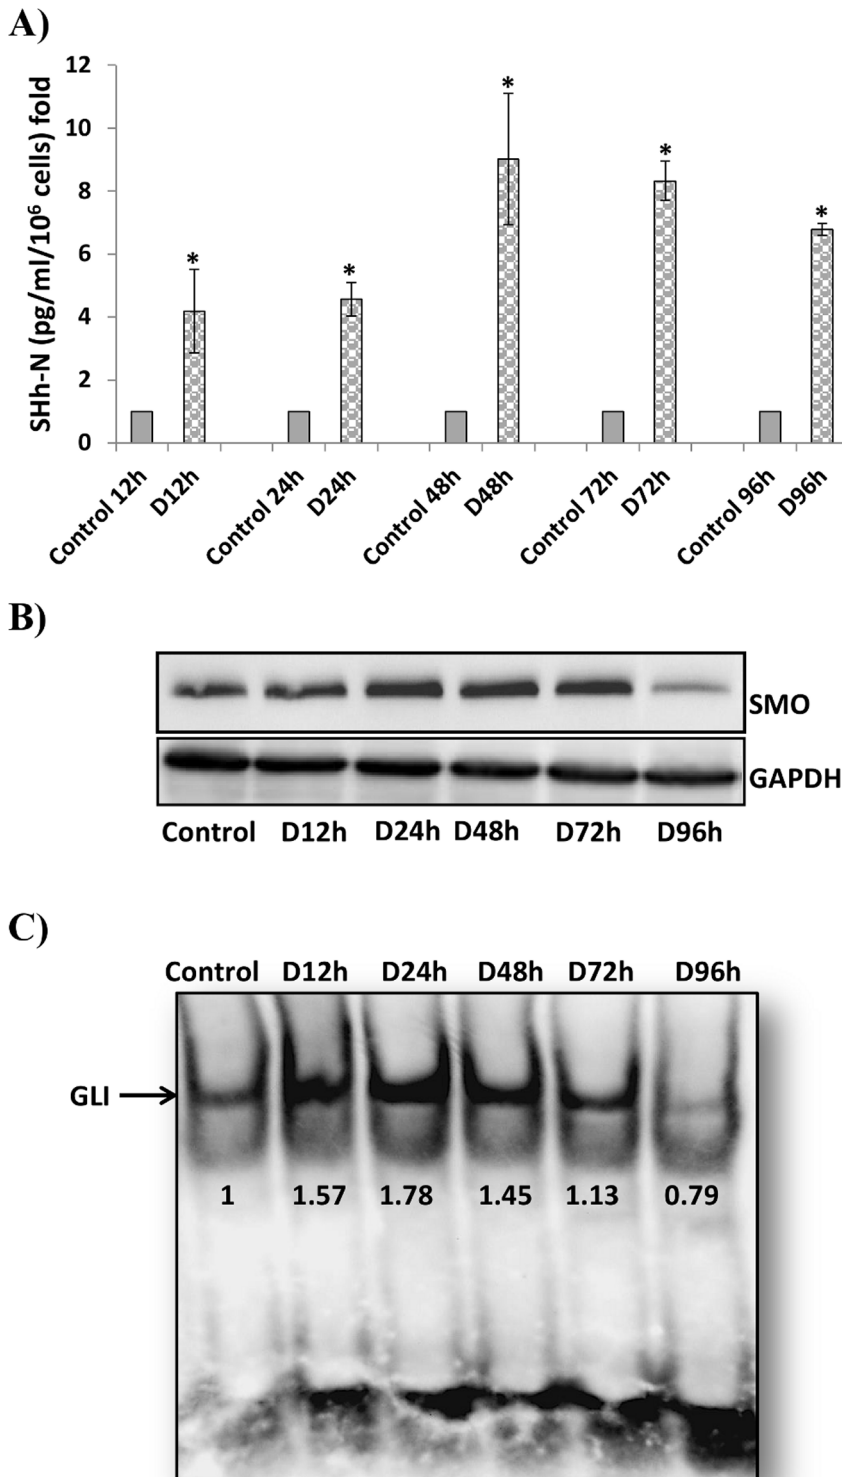 A)
SHh-N (pg/ml/10⁶ cells) fold
12
10
8
6
4
2
0
* * * * *
Control 12h D12h Control 24h D24h Control 48h D48h Control 72h D72h Control 96h D96h
B)
SMO
GAPDH
Control D12h D24h D48h D72h D96h
C)
Control D12h D24h D48h D72h D96h
GLI
1 1.57 1.78 1.45 1.13 0.79